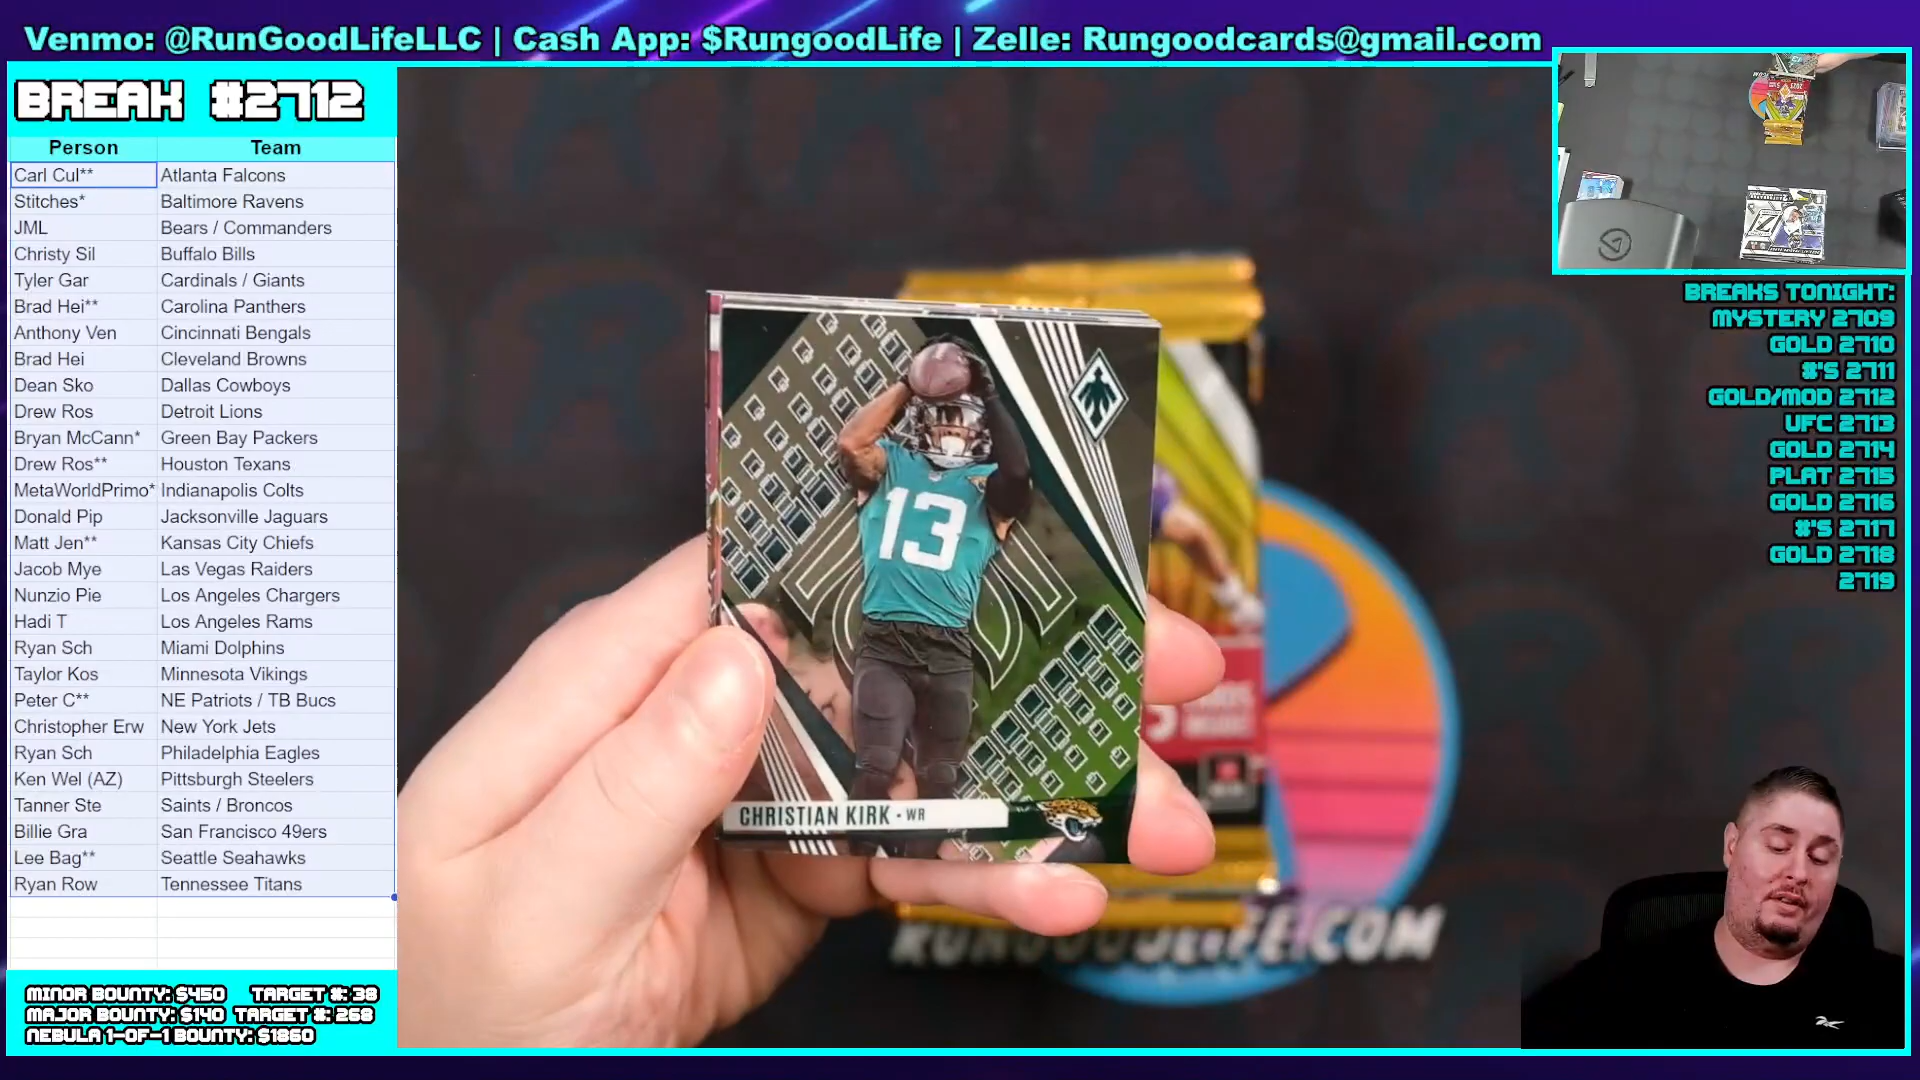 Venmo: @RunGoodLifeLLC | Cash App: $RungoodLife | Zelle: Rungoodcards@gmail.com
BREAK #2712
Person Team
Carl Cul** Atlanta Falcons
Stitches* Baltimore Ravens
JML Bears / Commanders
Christy Sil Buffalo Bills
Tyler Gar Cardinals / Giants
Brad Hei** Carolina Panthers
Anthony Ven Cincinnati Bengals
Brad Hei Cleveland Browns
Dean Sko Dallas Cowboys
Drew Ros Detroit Lions
Bryan McCann* Green Bay Packers
Drew Ros** Houston Texans
MetaWorldPrimo* Indianapolis Colts
Donald Pip Jacksonville Jaguars
Matt Jen** Kansas City Chiefs
Jacob Mye Las Vegas Raiders
Nunzio Pie Los Angeles Chargers
Hadi T Los Angeles Rams
Ryan Sch Miami Dolphins
Taylor Kos Minnesota Vikings
Peter C** NE Patriots / TB Bucs
Christopher Erw New York Jets
Ryan Sch Philadelphia Eagles
Ken Wel (AZ) Pittsburgh Steelers
Tanner Ste Saints / Broncos
Billie Gra San Francisco 49ers
Lee Bag** Seattle Seahawks
Ryan Row Tennessee Titans
MINOR BOUNTY: $450 TARGET #: 38
MAJOR BOUNTY: $140 TARGET #: 268
NEBULA 1-OF-1 BOUNTY: $1860
13
CHRISTIAN KIRK • WR
RUNGOODLIFE.COM
BREAKS TONIGHT:
MYSTERY 2709
GOLD 2710
#'S 2711
GOLD/MOD 2712
UFC 2713
GOLD 2714
PLAT 2715
GOLD 2716
#'S 2717
GOLD 2718
2719